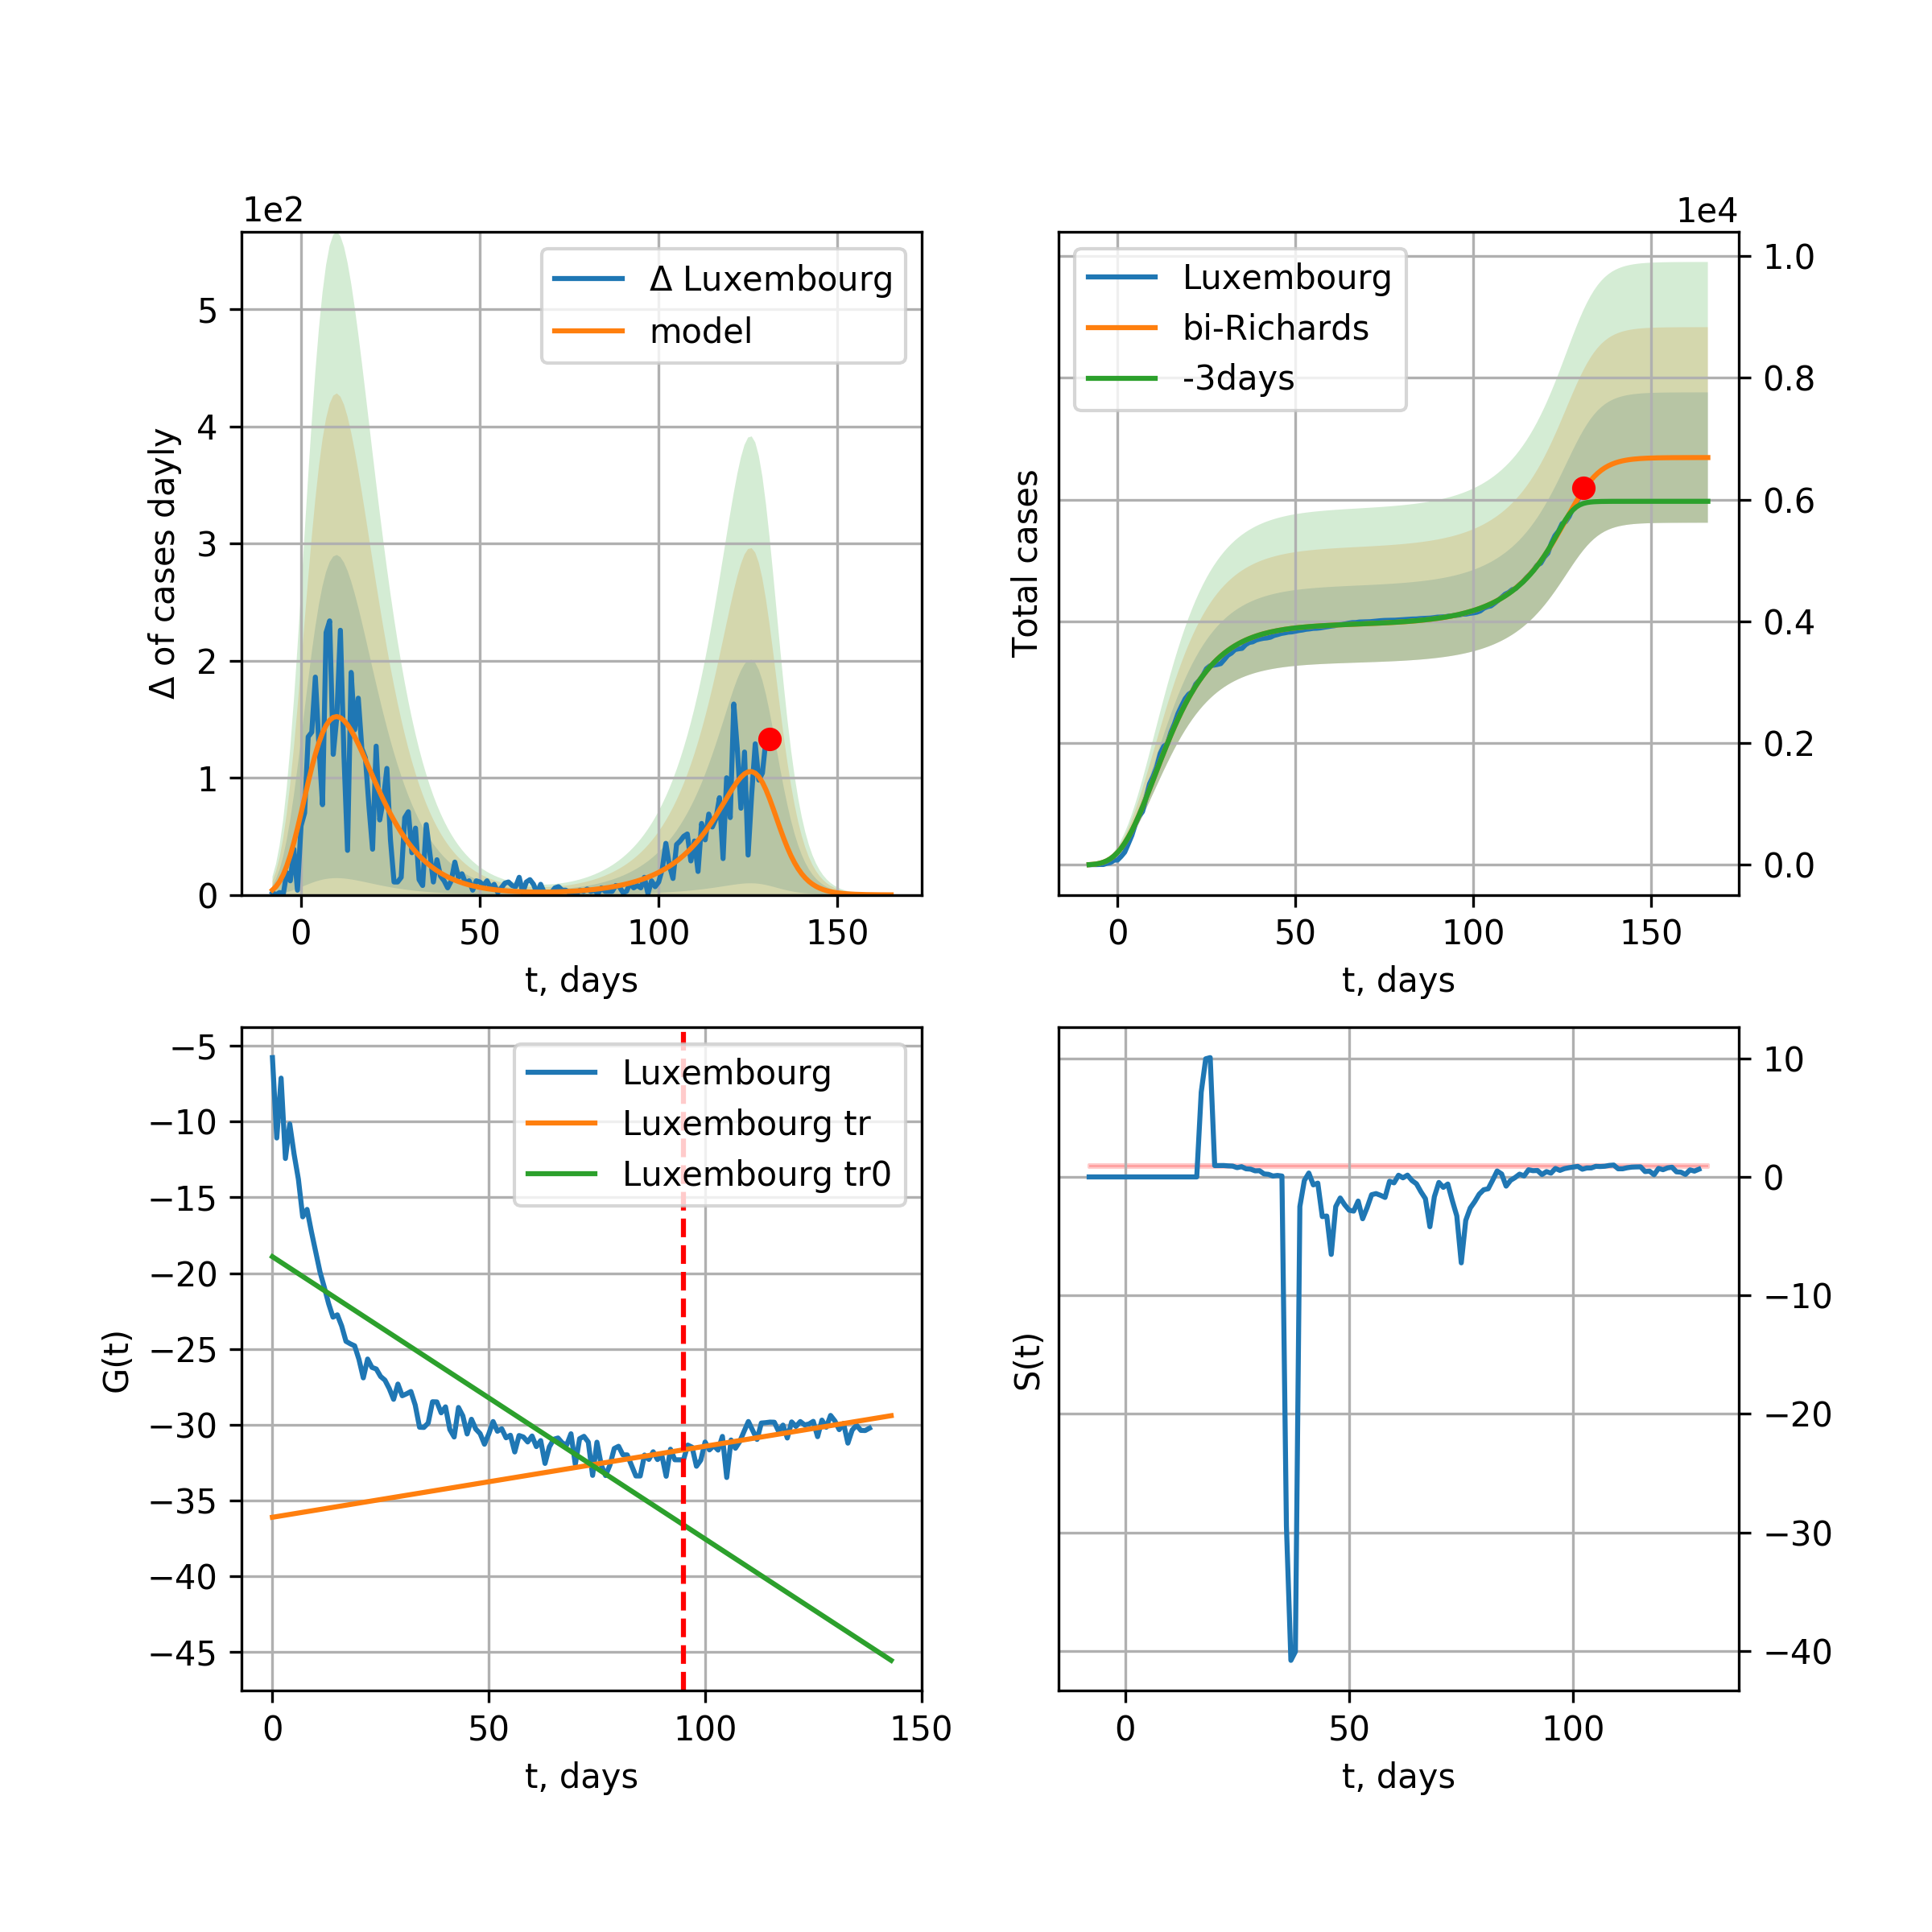 1e2
5
4
3
2
1
0
Δ of cases dayly
Δ Luxembourg
model
0
50
100
150
t, days
1e4
1.0
0.8
0.6
0.4
0.2
0.0
Total cases
Luxembourg
bi-Richards
-3days
0
50
100
150
t, days
−5
−10
−15
−20
−25
−30
−35
−40
−45
G(t)
Luxembourg
Luxembourg tr
Luxembourg tr0
0
50
100
150
t, days
10
0
−10
−20
−30
−40
S(t)
0
50
100
t, days